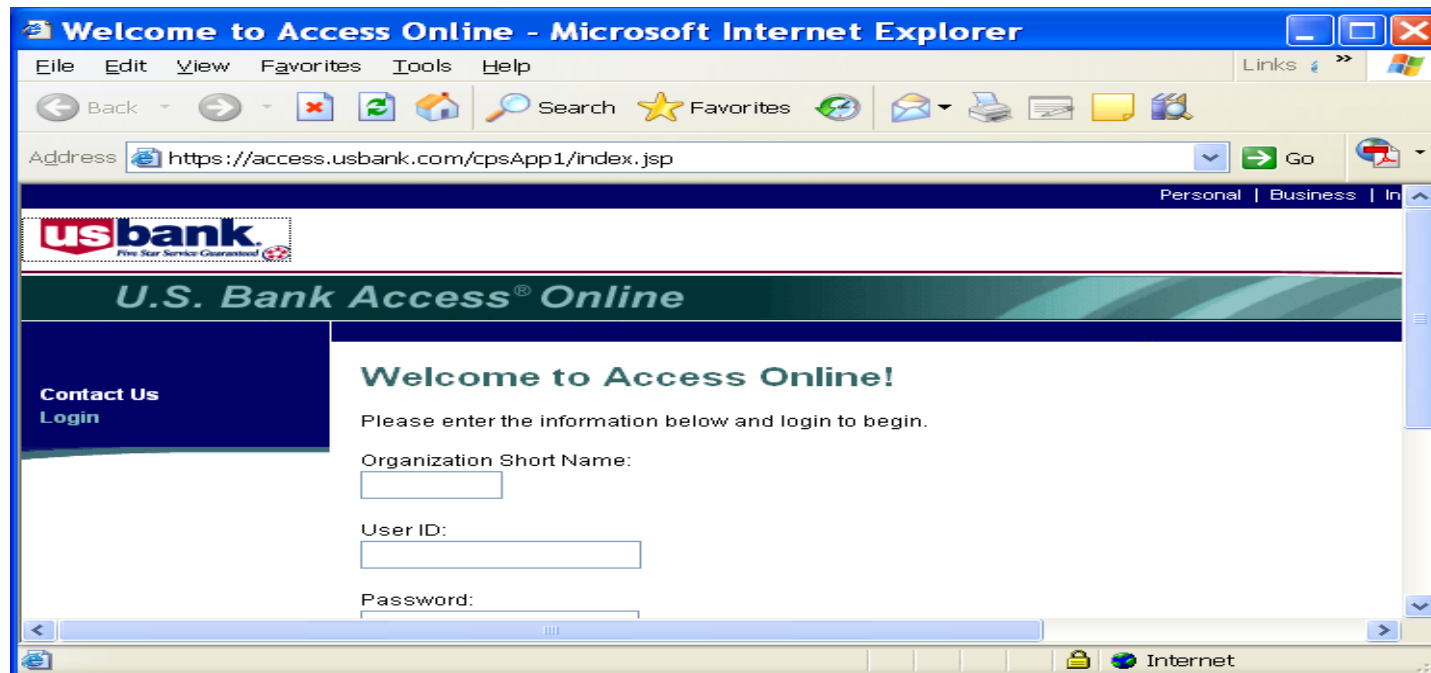 Welcome to Access Online - Microsoft Internet Explorer
File Edit View Favorites Tools Help Links »
Back Search Favorites
Address https://access.usbank.com/cpsApp1/index.jsp Go
Personal | Business | In
usbank.
Five Star Service Guaranteed
U.S. Bank Access® Online
Contact Us
Login
Welcome to Access Online!
Please enter the information below and login to begin.
Organization Short Name:
User ID:
Password:
Internet